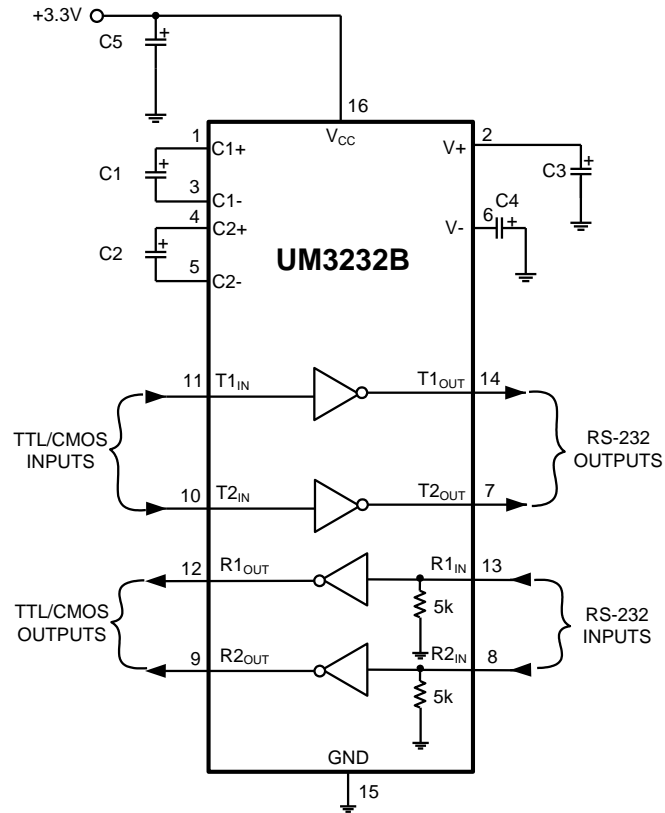 +3.3V
C5
16
VCC
1
C1+
C1
3
C1-
4
C2+
C2
5
C2-
2
V+
C3
C4
6
V-
UM3232B
11
T1IN
T1OUT
14
TTL/CMOS
INPUTS
RS-232
OUTPUTS
10
T2IN
T2OUT
7
12
R1OUT
R1IN
13
5k
TTL/CMOS
OUTPUTS
RS-232
INPUTS
9
R2OUT
R2IN
8
5k
GND
15
+
+
+
+
+